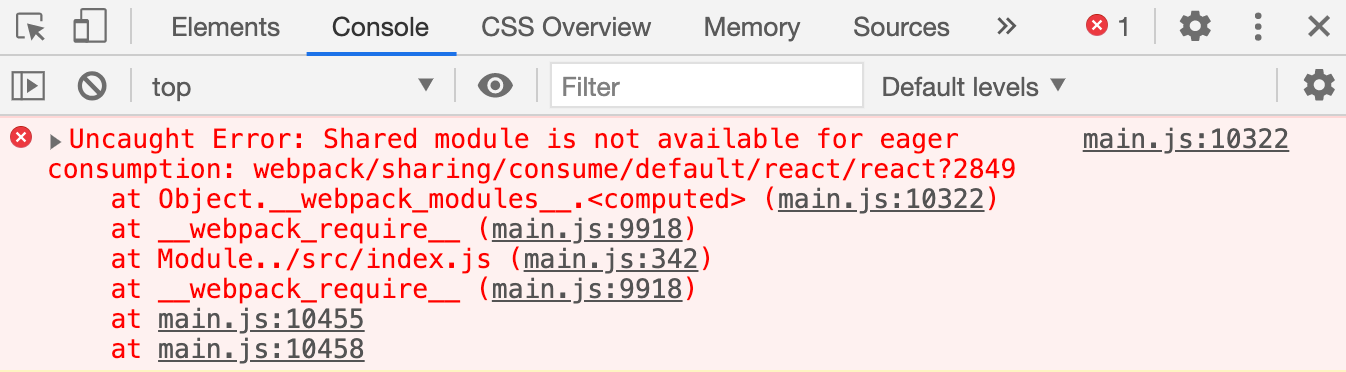 Elements Console CSS Overview Memory Sources » 1
top Filter Default levels
Uncaught Error: Shared module is not available for eager main.js:10322
consumption: webpack/sharing/consume/default/react/react?2849
at Object.__webpack_modules__.<computed> (main.js:10322)
at __webpack_require__ (main.js:9918)
at Module../src/index.js (main.js:342)
at __webpack_require__ (main.js:9918)
at main.js:10455
at main.js:10458